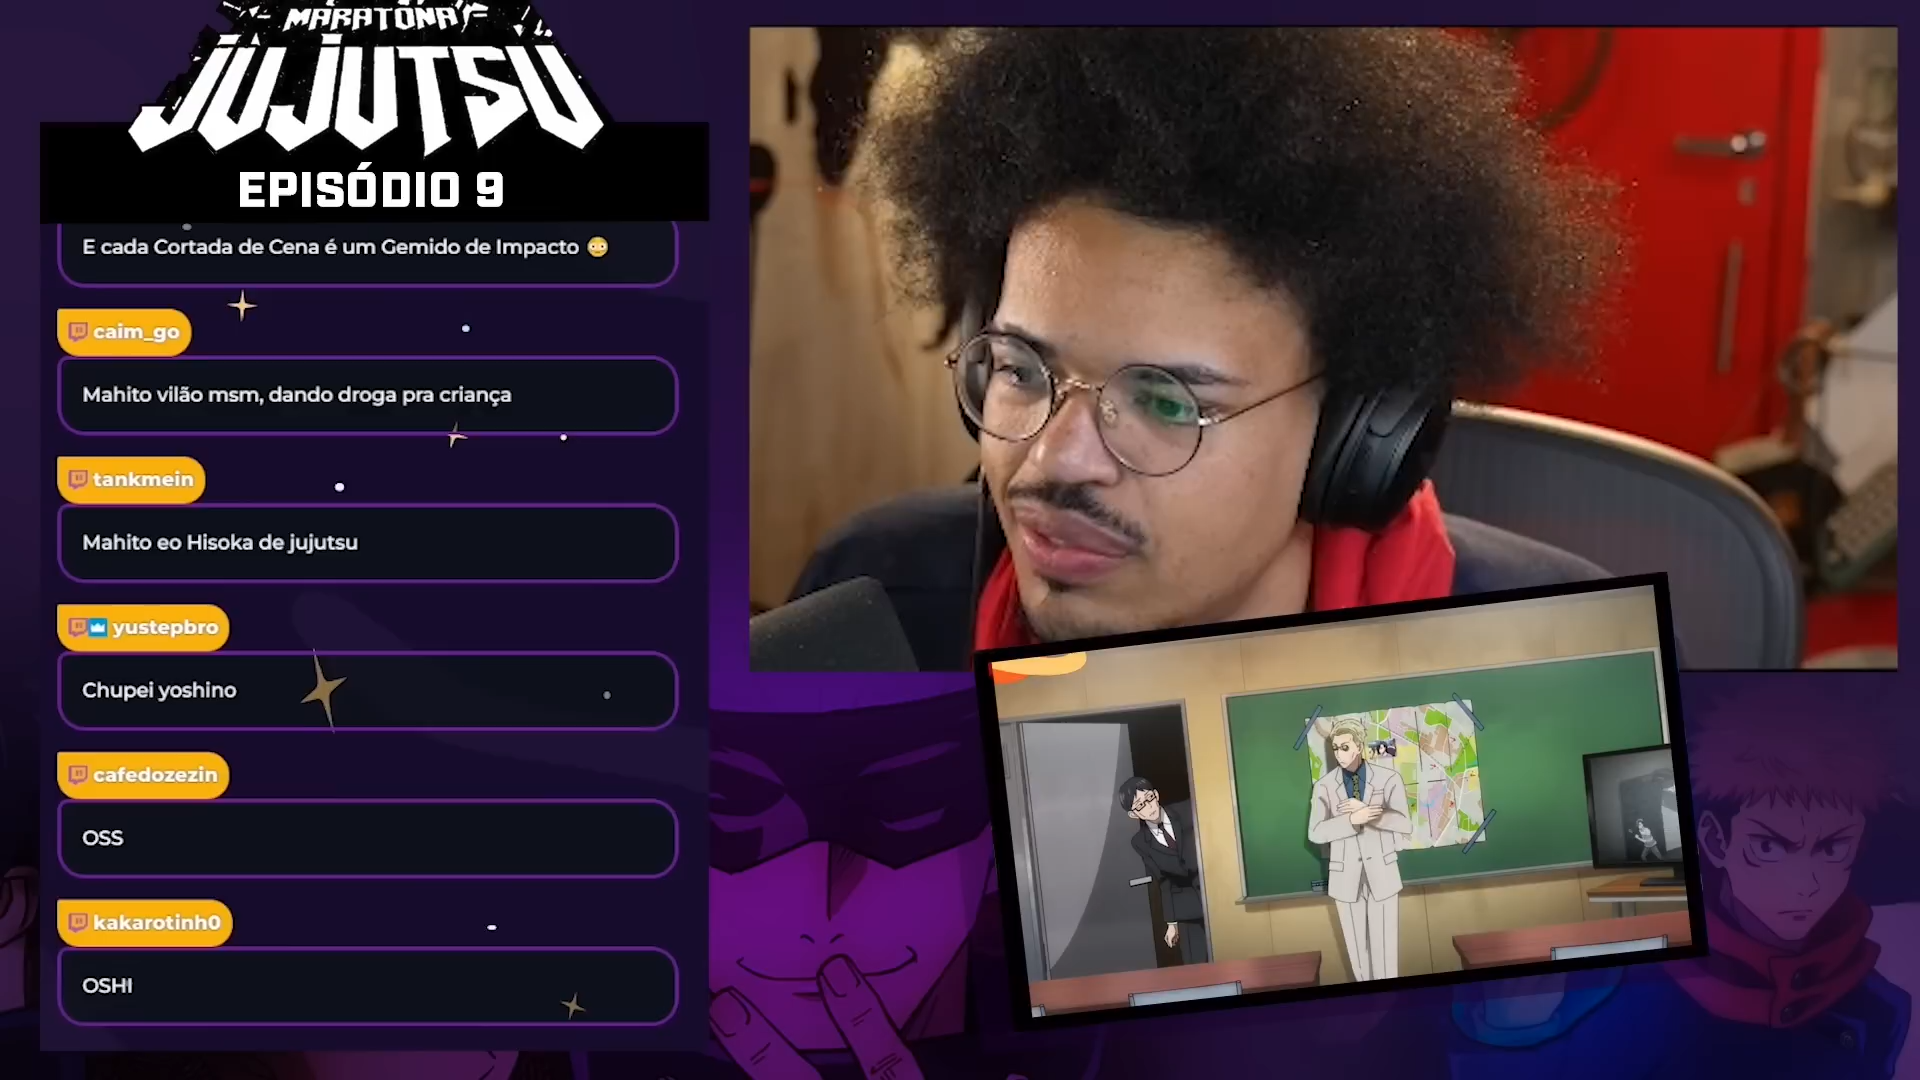 MARATONA
JUJUTSU
EPISÓDIO 9
E cada Cortada de Cena é um Gemido de Impacto 😳
caim_go
Mahito vilão msm, dando droga pra criança
tankmein
Mahito eo Hisoka de jujutsu
yustepbro
Chupei yoshino
cafedozezin
OSS
kakarotinh0
OSHI